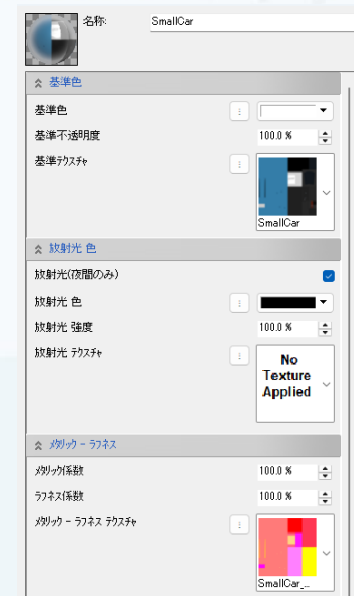 名称: SmallCar
基準色
基準色
基準不透明度 100.0 %
基準テクスチャ
SmallCar
放射光 色
放射光(夜間のみ)
放射光 色
放射光 強度 100.0 %
放射光 テクスチャ
No
Texture
Applied
メタリック - ラフネス
メタリック係数 100.0 %
ラフネス係数 100.0 %
メタリック - ラフネス テクスチャ
SmallCar_...